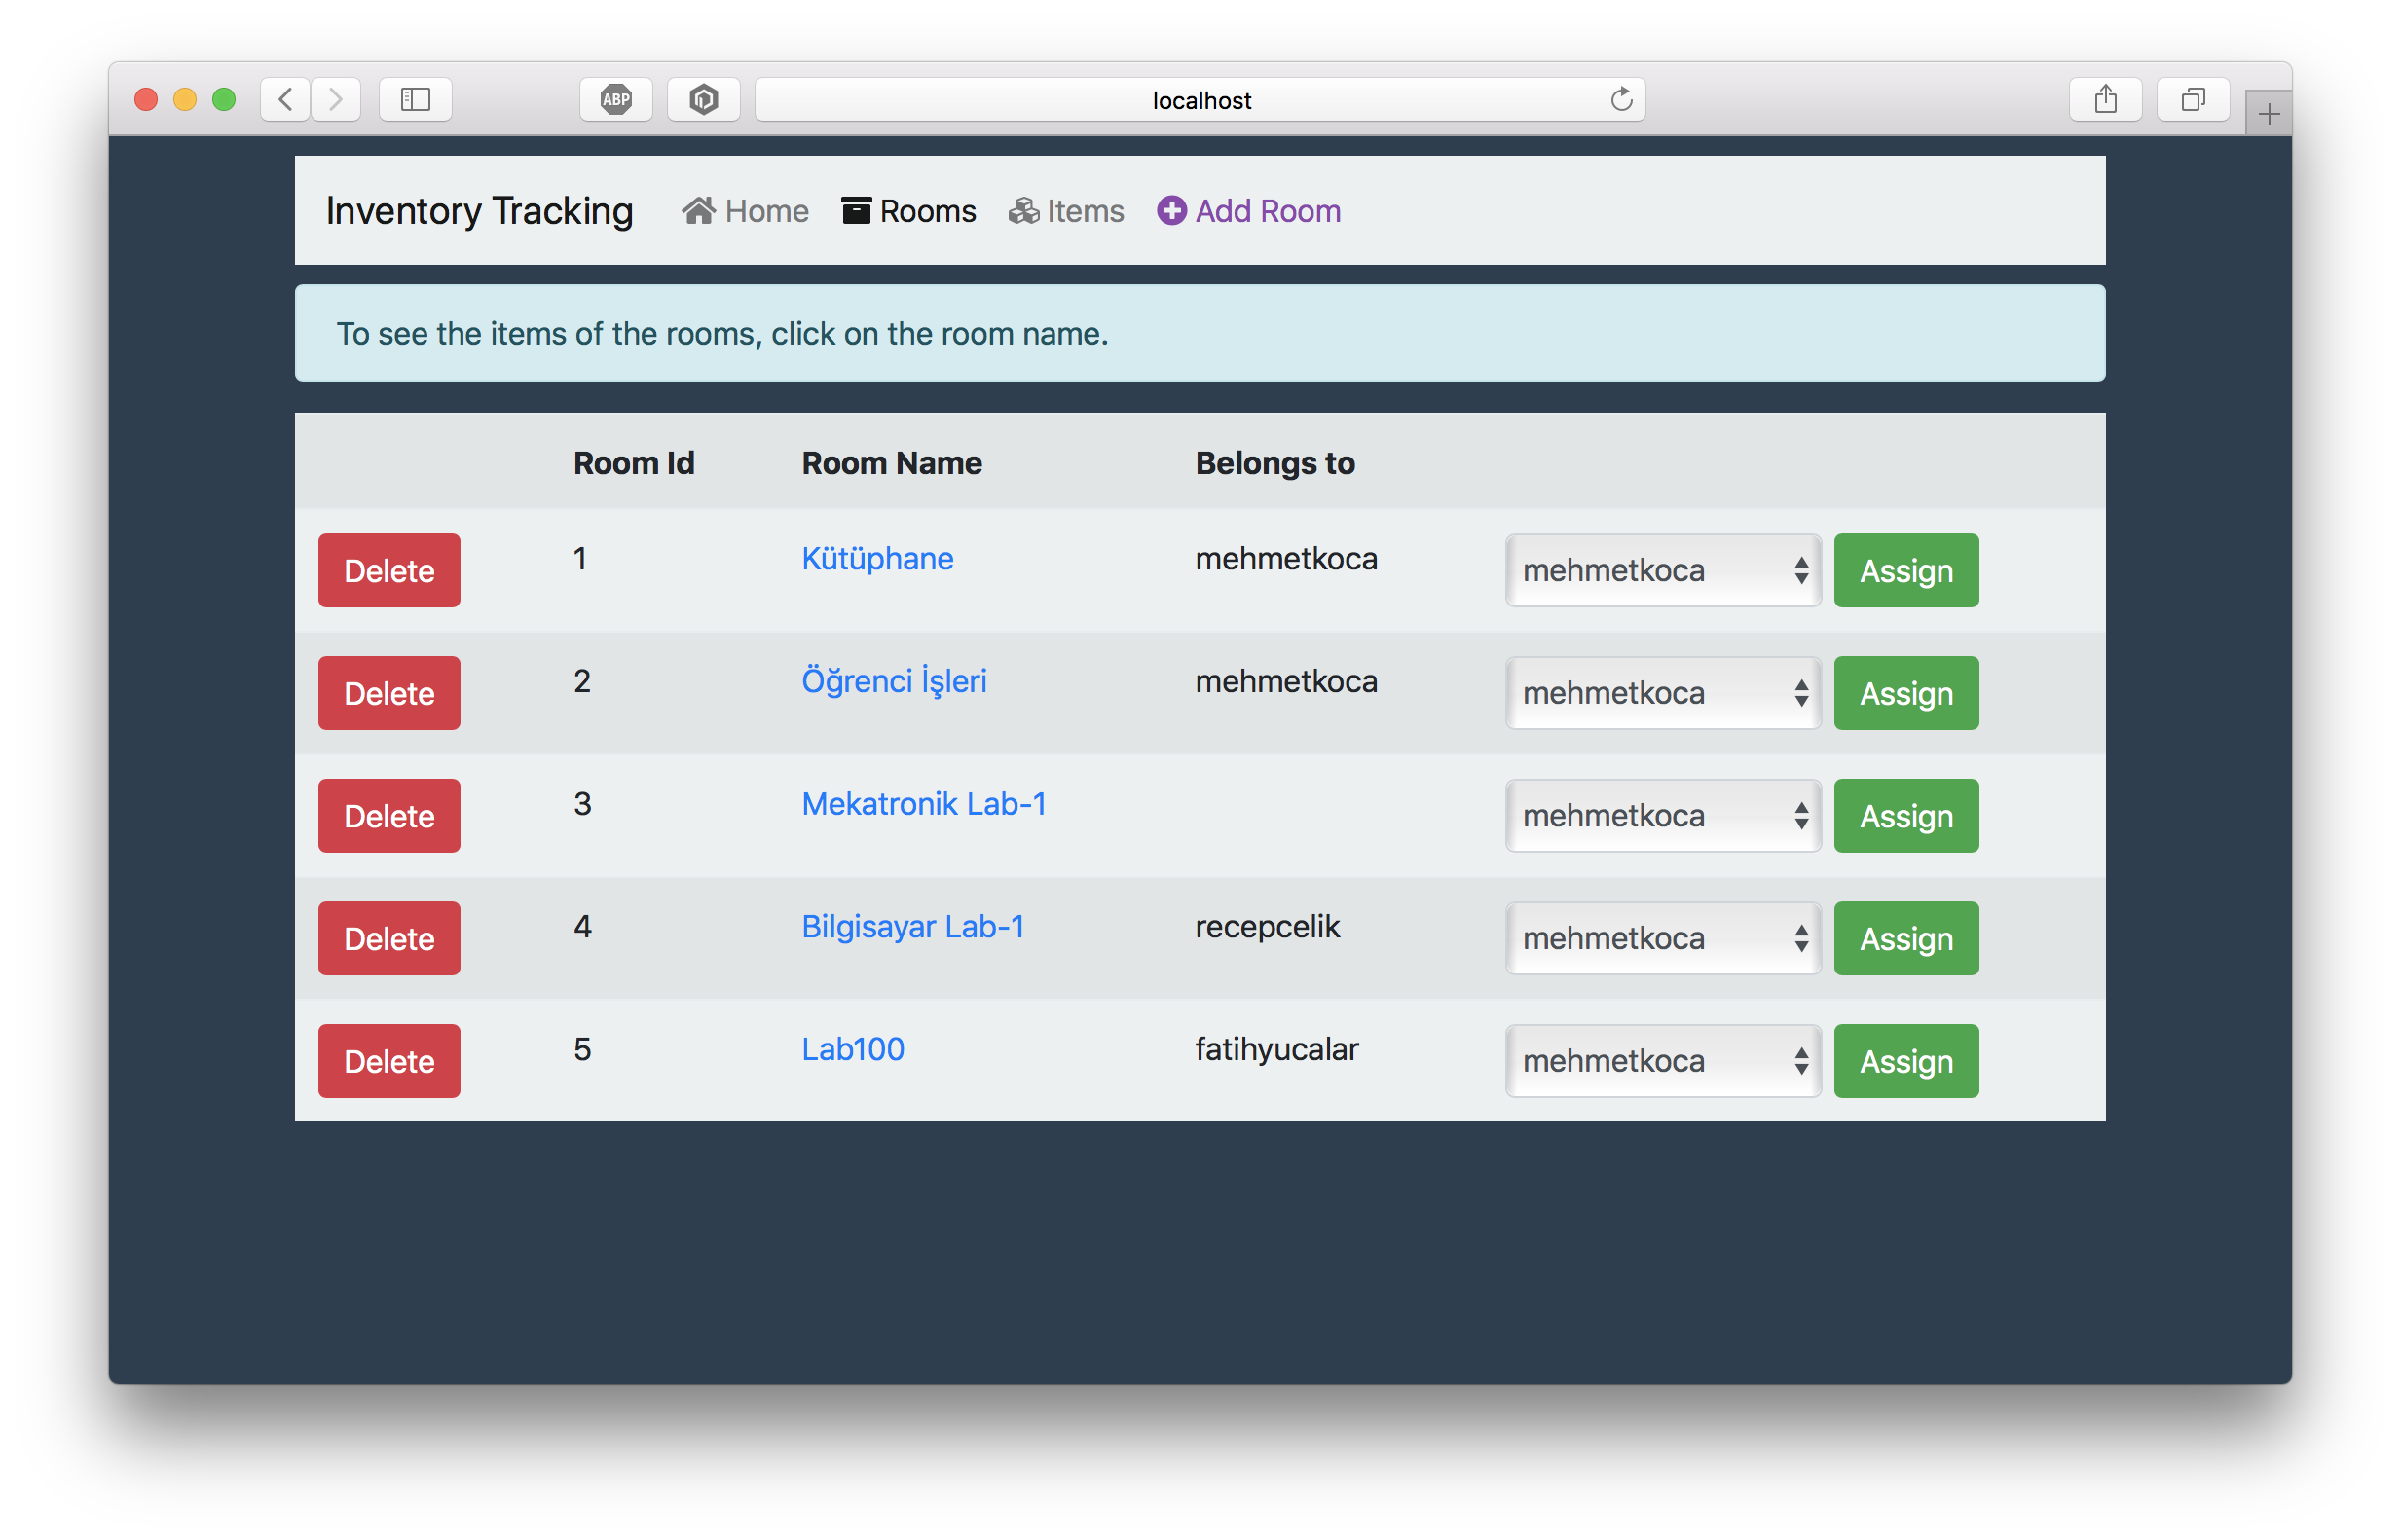 ABP
localhost
Inventory Tracking Home Rooms Items Add Room
To see the items of the rooms, click on the room name.
Room Id Room Name Belongs to
Delete 1 Kütüphane mehmetkoca mehmetkoca Assign
Delete 2 Öğrenci İşleri mehmetkoca mehmetkoca Assign
Delete 3 Mekatronik Lab-1 mehmetkoca Assign
Delete 4 Bilgisayar Lab-1 recepcelik mehmetkoca Assign
Delete 5 Lab100 fatihyucalar mehmetkoca Assign